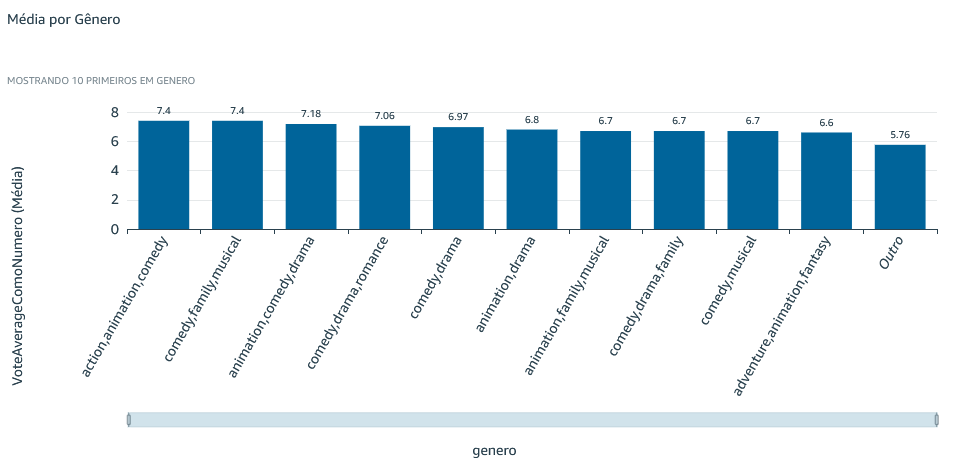 Média por Gênero
MOSTRANDO 10 PRIMEIROS EM GENERO
VoteAverageComoNumero (Média)
8
6
4
2
0
7.4
7.4
7.18
7.06
6.97
6.8
6.7
6.7
6.7
6.6
5.76
action,animation,comedy
comedy,family,musical
animation,comedy,drama
comedy,drama,romance
comedy,drama
animation,drama
animation,family,musical
comedy,drama,family
comedy,musical
adventure,animation,fantasy
Outro
genero